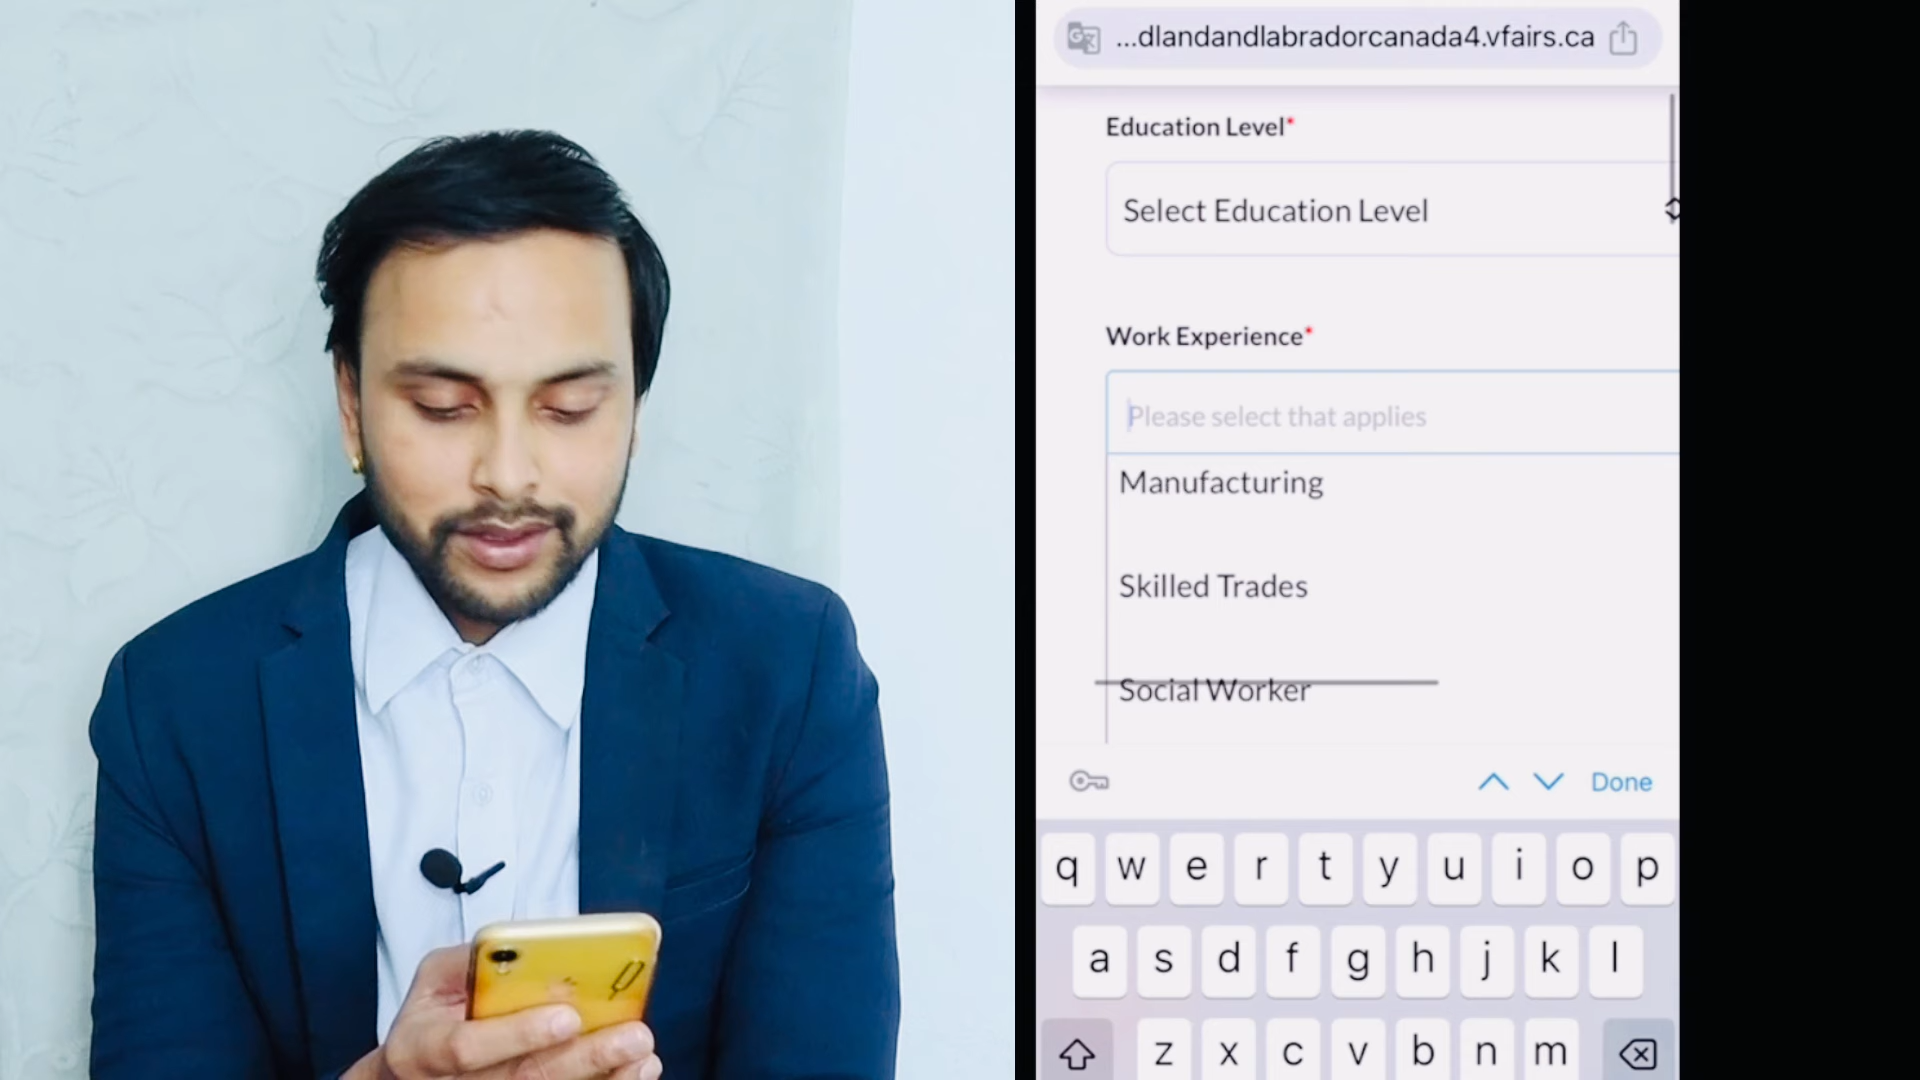 ...dlandandlabradorcanada4.vfairs.ca
Education Level*
Select Education Level
Work Experience*
Please select that applies
Manufacturing
Skilled Trades
Social Worker
Done
q w e r t y u i o p
a s d f g h j k l
z x c v b n m